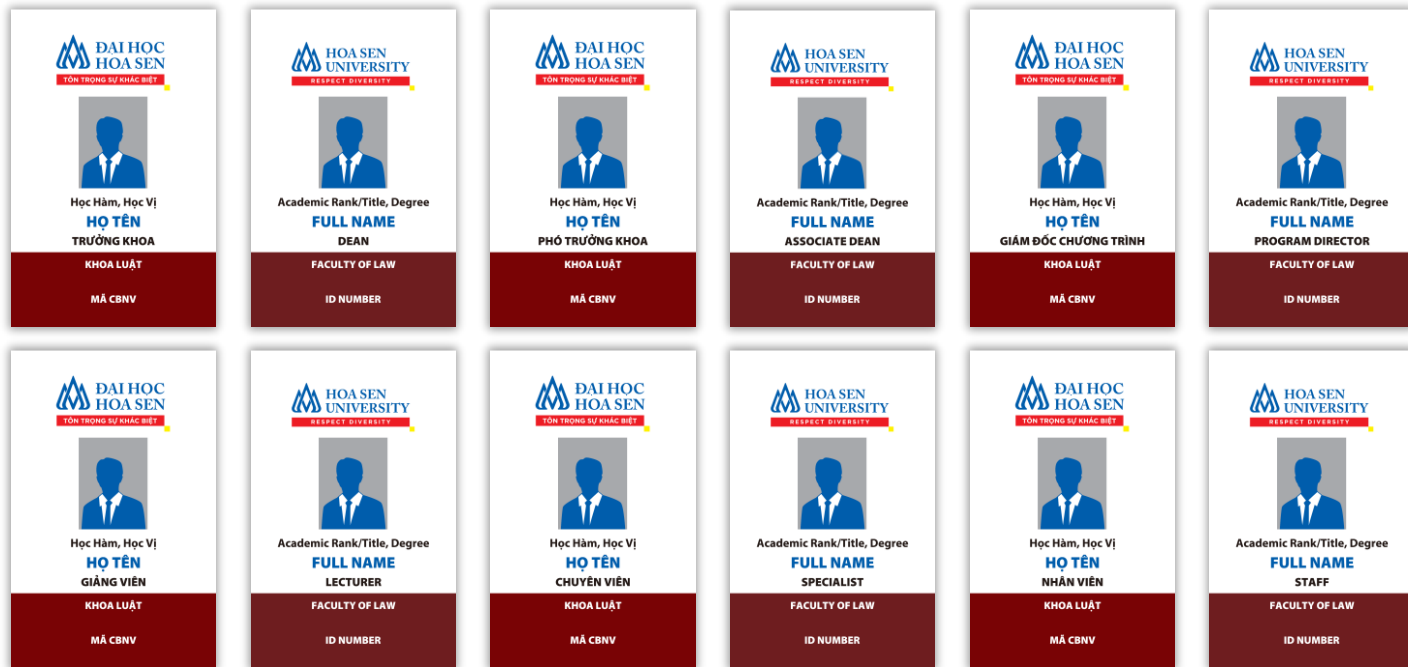 ĐẠI HỌC
HOA SEN
TÔN TRỌNG SỰ KHÁC BIỆT
Học Hàm, Học Vị
HỌ TÊN
TRƯỞNG KHOA
KHOA LUẬT
MÃ CBNV
HOA SEN
UNIVERSITY
RESPECT DIVERSITY
Academic Rank/Title, Degree
FULL NAME
DEAN
FACULTY OF LAW
ID NUMBER
ĐẠI HỌC
HOA SEN
TÔN TRỌNG SỰ KHÁC BIỆT
Học Hàm, Học Vị
HỌ TÊN
PHÓ TRƯỞNG KHOA
KHOA LUẬT
MÃ CBNV
HOA SEN
UNIVERSITY
RESPECT DIVERSITY
Academic Rank/Title, Degree
FULL NAME
ASSOCIATE DEAN
FACULTY OF LAW
ID NUMBER
ĐẠI HỌC
HOA SEN
TÔN TRỌNG SỰ KHÁC BIỆT
Học Hàm, Học Vị
HỌ TÊN
GIÁM ĐỐC CHƯƠNG TRÌNH
KHOA LUẬT
MÃ CBNV
HOA SEN
UNIVERSITY
RESPECT DIVERSITY
Academic Rank/Title, Degree
FULL NAME
PROGRAM DIRECTOR
FACULTY OF LAW
ID NUMBER
ĐẠI HỌC
HOA SEN
TÔN TRỌNG SỰ KHÁC BIỆT
Học Hàm, Học Vị
HỌ TÊN
GIẢNG VIÊN
KHOA LUẬT
MÃ CBNV
HOA SEN
UNIVERSITY
RESPECT DIVERSITY
Academic Rank/Title, Degree
FULL NAME
LECTURER
FACULTY OF LAW
ID NUMBER
ĐẠI HỌC
HOA SEN
TÔN TRỌNG SỰ KHÁC BIỆT
Học Hàm, Học Vị
HỌ TÊN
CHUYÊN VIÊN
KHOA LUẬT
MÃ CBNV
HOA SEN
UNIVERSITY
RESPECT DIVERSITY
Academic Rank/Title, Degree
FULL NAME
SPECIALIST
FACULTY OF LAW
ID NUMBER
ĐẠI HỌC
HOA SEN
TÔN TRỌNG SỰ KHÁC BIỆT
Học Hàm, Học Vị
HỌ TÊN
NHÂN VIÊN
KHOA LUẬT
MÃ CBNV
HOA SEN
UNIVERSITY
RESPECT DIVERSITY
Academic Rank/Title, Degree
FULL NAME
STAFF
FACULTY OF LAW
ID NUMBER